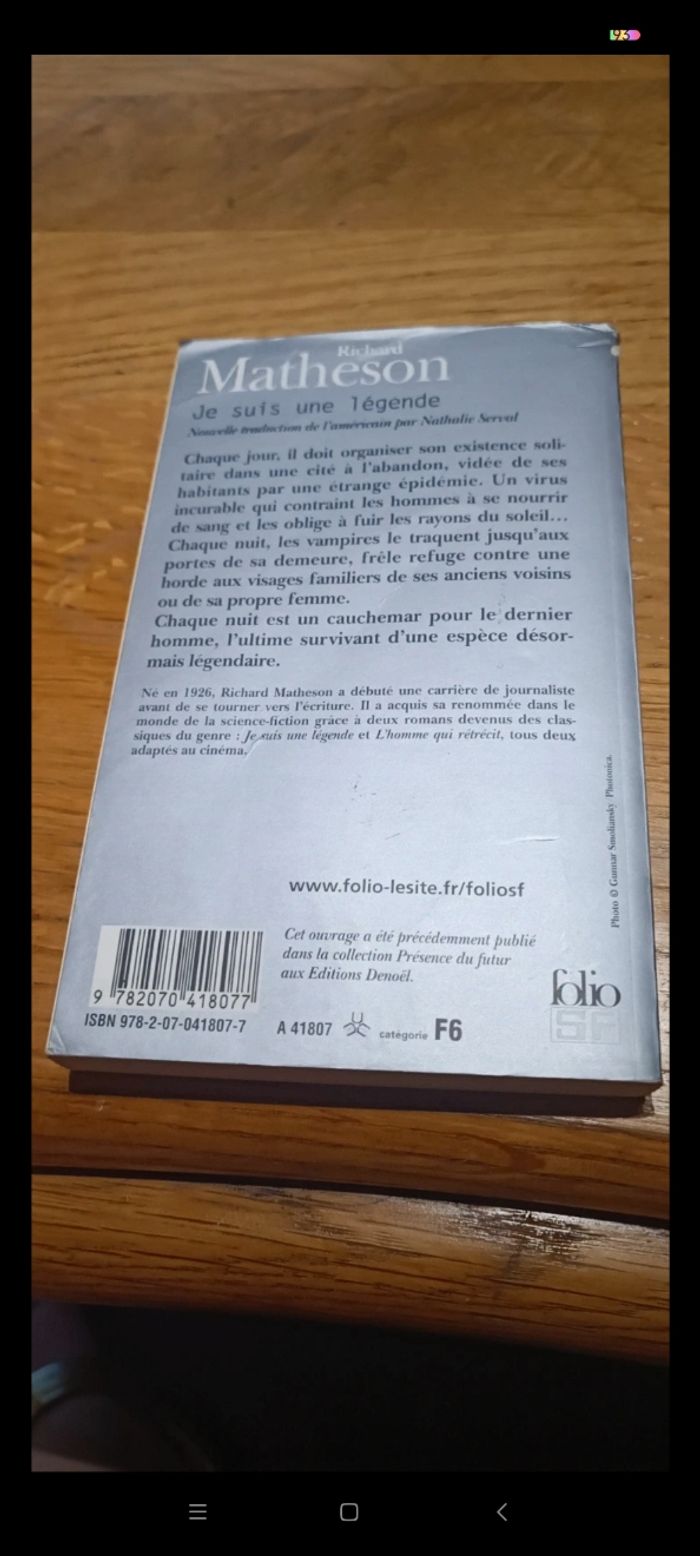 93
Richard
Matheson
Je suis une légende
Nouvelle traduction de l'américain par Nathalie Serval
Chaque jour, il doit organiser son existence soli-
taire dans une cité à l'abandon, vidée de ses
habitants par une étrange épidémie. Un virus
incurable qui contraint les hommes à se nourrir
de sang et les oblige à fuir les rayons du soleil...
Chaque nuit, les vampires le traquent jusqu'aux
portes de sa demeure, frêle refuge contre une
horde aux visages familiers de ses anciens voisins
ou de sa propre femme.
Chaque nuit est un cauchemar pour le dernier
homme, l'ultime survivant d'une espèce désor-
mais légendaire.
Né en 1926, Richard Matheson a débuté une carrière de journaliste
avant de se tourner vers l'écriture. Il a acquis sa renommée dans le
monde de la science-fiction grâce à deux romans devenus des clas-
siques du genre : Je suis une légende et L'homme qui rétrécit, tous deux
adaptés au cinéma.
Photo © Gunnar Smoliansky Photonica.
www.folio-lesite.fr/foliosf
Cet ouvrage a été précédemment publié
dans la collection Présence du futur
aux Editions Denoël.
9 782070 418077
ISBN 978-2-07-041807-7
A 41807
catégorie F6
folio
SF